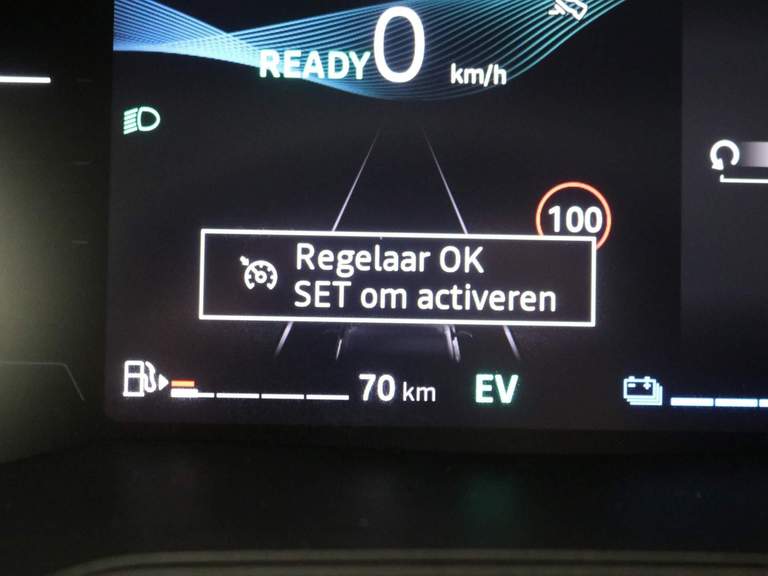 READY 0 km/h
100
Regelaar OK
SET om activeren
70 km EV